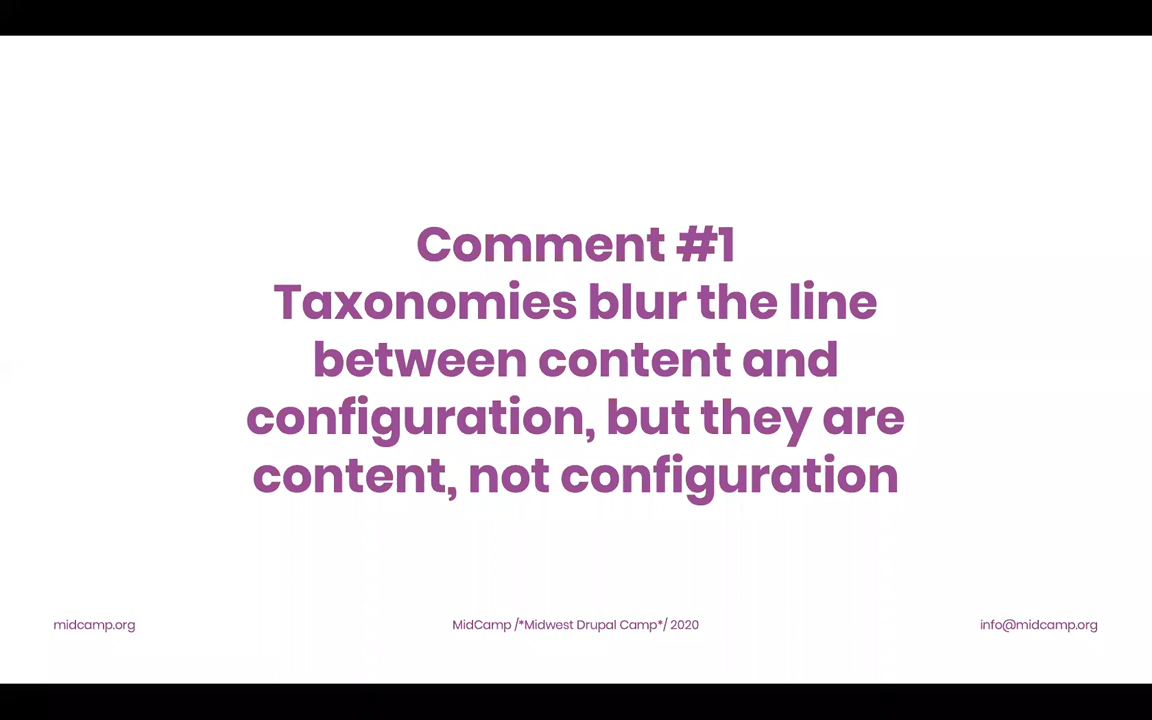 Comment #1
Taxonomies blur the line
between content and
configuration, but they are
content, not configuration
midcamp.org
MidCamp /*Midwest Drupal Camp*/ 2020
info@midcamp.org